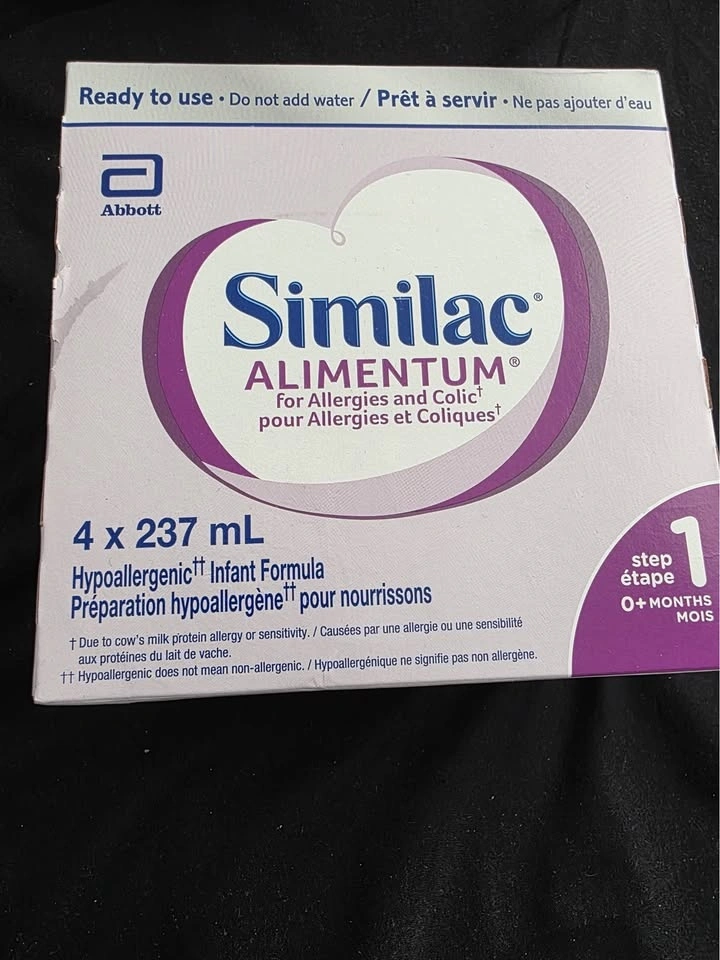 Ready to use • Do not add water / Prêt à servir • Ne pas ajouter d'eau
Abbott
Similac®
ALIMENTUM®
for Allergies and Colic†
pour Allergies et Coliques†
4 x 237 mL
Hypoallergenic†† Infant Formula
Préparation hypoallergène†† pour nourrissons
† Due to cow's milk protein allergy or sensitivity. / Causées par une allergie ou une sensibilité
aux protéines du lait de vache.
†† Hypoallergenic does not mean non-allergenic. / Hypoallergénique ne signifie pas non allergène.
step
étape
1
0+ MONTHS
MOIS